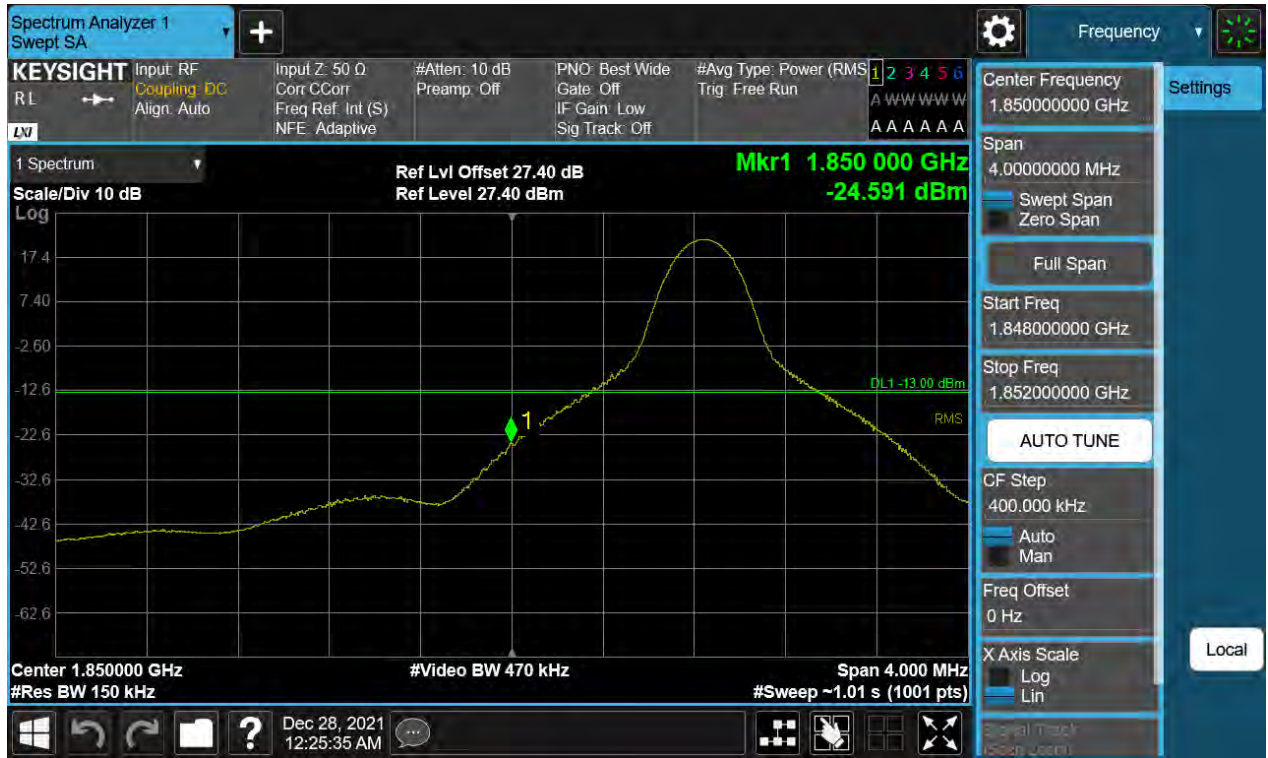 Spectrum Analyzer 1
Swept SA
Frequency
KEYSIGHT
RL
LXI
Input: RF
Coupling: DC
Align: Auto
Input Z: 50 Ω
Corr CCorr
Freq Ref: Int (S)
NFE: Adaptive
#Atten: 10 dB
Preamp: Off
PNO: Best Wide
Gate: Off
IF Gain: Low
Sig Track: Off
#Avg Type: Power (RMS
Trig: Free Run
1 2 3 4 5 6
A W W W W W
A A A A A A
1 Spectrum
Scale/Div 10 dB
Log
Ref Lvl Offset 27.40 dB
Ref Level 27.40 dBm
Mkr1 1.850 000 GHz
-24.591 dBm
17.4
7.40
-2.60
-12.6
-22.6
-32.6
-42.6
-52.6
-62.6
DL1 -13.00 dBm
RMS
1
Center 1.850000 GHz
#Res BW 150 kHz
#Video BW 470 kHz
Span 4.000 MHz
#Sweep ~1.01 s (1001 pts)
Center Frequency
1.850000000 GHz
Span
4.00000000 MHz
Swept Span
Zero Span
Full Span
Start Freq
1.848000000 GHz
Stop Freq
1.852000000 GHz
AUTO TUNE
CF Step
400.000 kHz
Auto
Man
Freq Offset
0 Hz
X Axis Scale
Log
Lin
Signal Track
(Span Zoom)
Settings
Local
?
Dec 28, 2021
12:25:35 AM